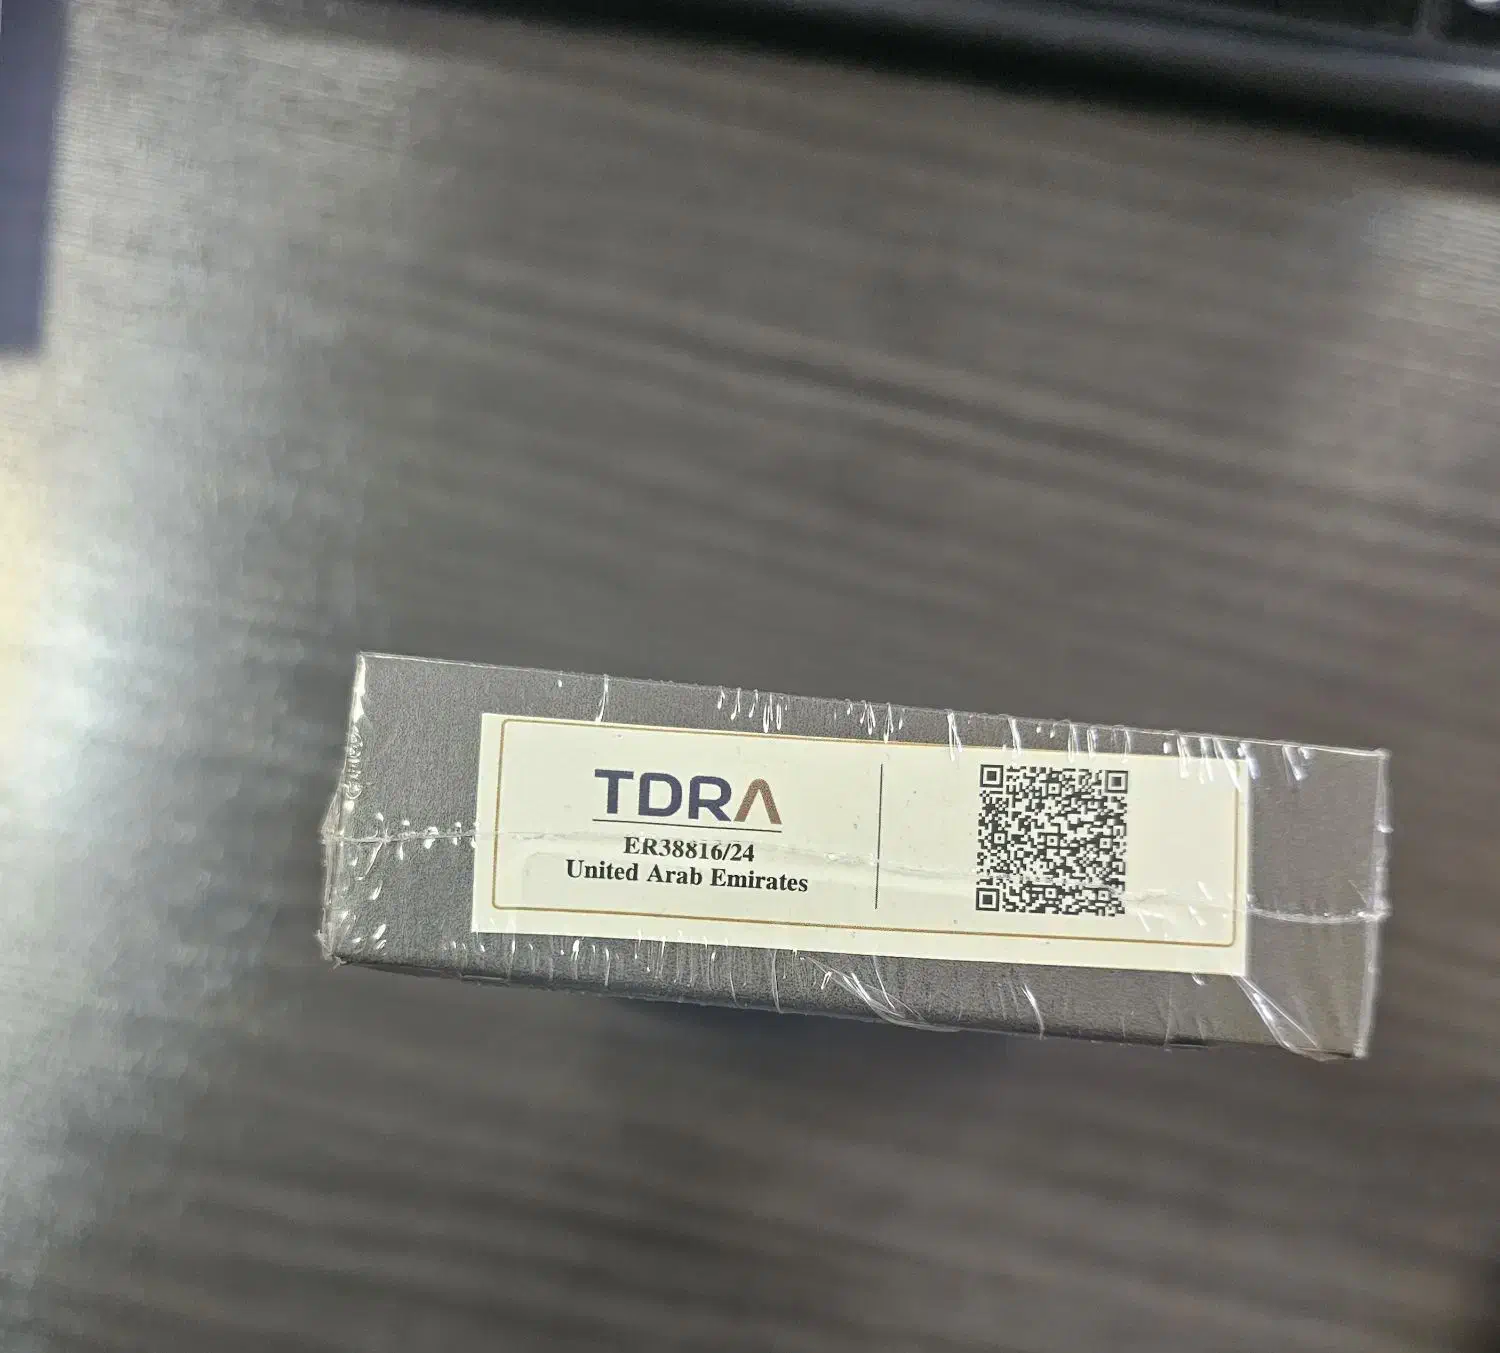 TDRA
ER38816/24
United Arab Emirates